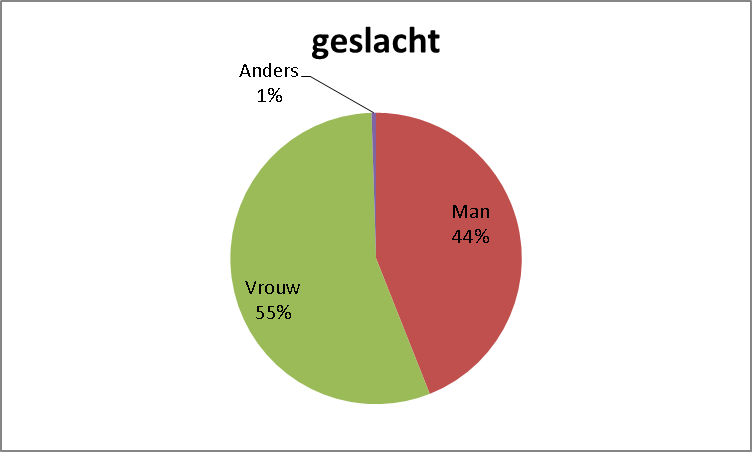 geslacht
Anders
1%
Man
44%
Vrouw
55%